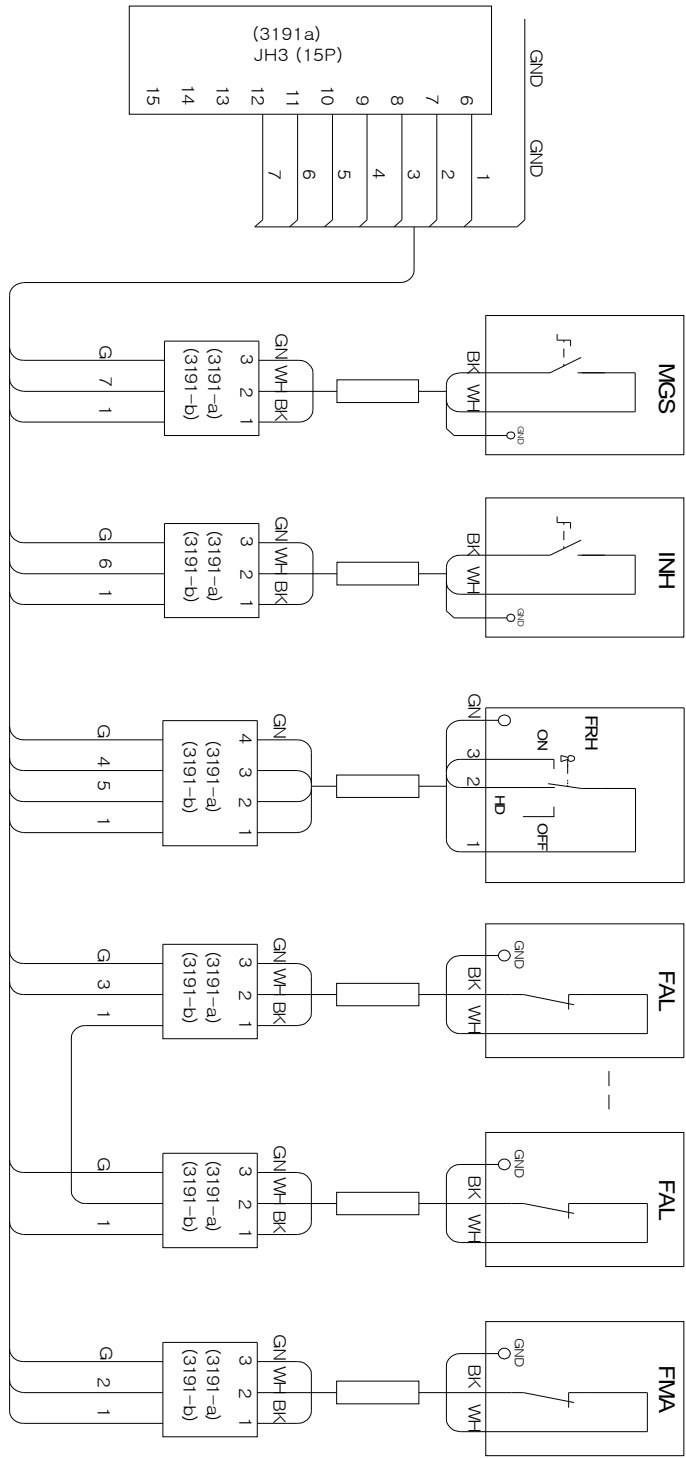 (3191a)
JH3 (15P)
6
7
8
9
10
11
12
13
14
15
GND
GND
1
2
3
4
5
6
7
MGS
BK
WH
GND
GN WH BK
3 2 1
(3191-a)
(3191-b)
G 7 1
INH
BK
WH
GND
GN WH BK
3 2 1
(3191-a)
(3191-b)
G 6 1
FRH
ON
OFF
HD
GN 3 2 1
GN
4 3 2 1
(3191-a)
(3191-b)
G 4 5 1
FAL
GND
BK
WH
GN WH BK
3 2 1
(3191-a)
(3191-b)
G 3 1
FAL
GND
BK
WH
GN WH BK
3 2 1
(3191-a)
(3191-b)
G 1
FMA
GND
BK
WH
GN WH BK
3 2 1
(3191-a)
(3191-b)
G 2 1